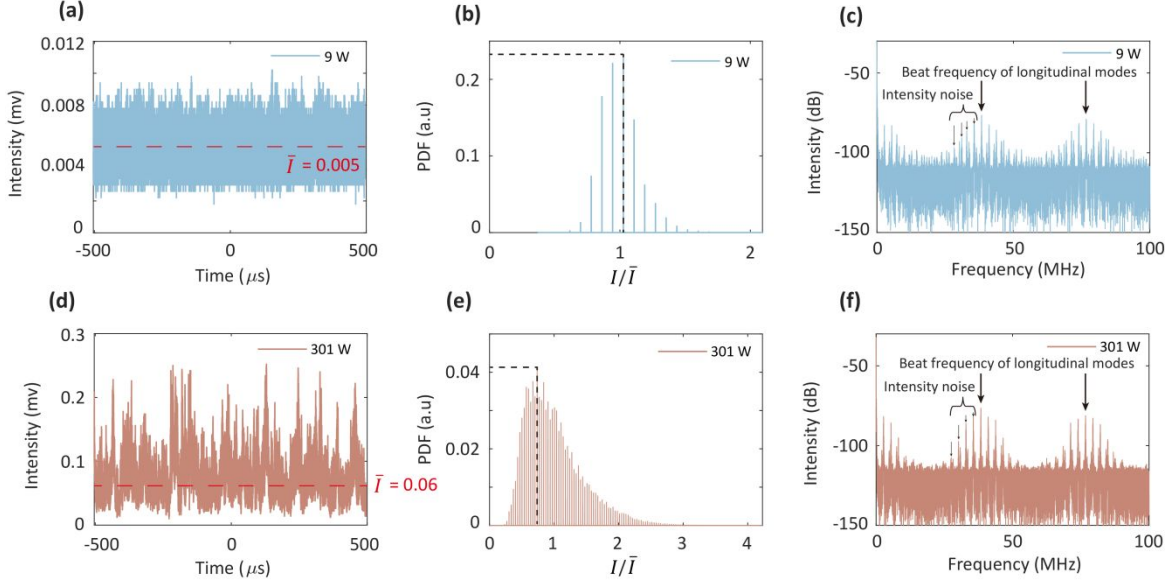 (a)
Intensity (mv)
0.012
0.008
0.004
0
9 W
Ī = 0.005
-500
0
500
Time (μs)
(b)
PDF (a.u)
0.2
0.1
0
9 W
0
1
2
I/Ī
(c)
Intensity (dB)
-50
-100
-150
9 W
Beat frequency of longitudinal modes
Intensity noise
0
50
100
Frequency (MHz)
(d)
Intensity (mv)
0.3
0.2
0.1
0
301 W
Ī = 0.06
-500
0
500
Time (μs)
(e)
PDF (a.u)
0.04
0.02
0
301 W
0
1
2
3
4
I/Ī
(f)
Intensity (dB)
-50
-100
-150
301 W
Beat frequency of longitudinal modes
Intensity noise
0
50
100
Frequency (MHz)